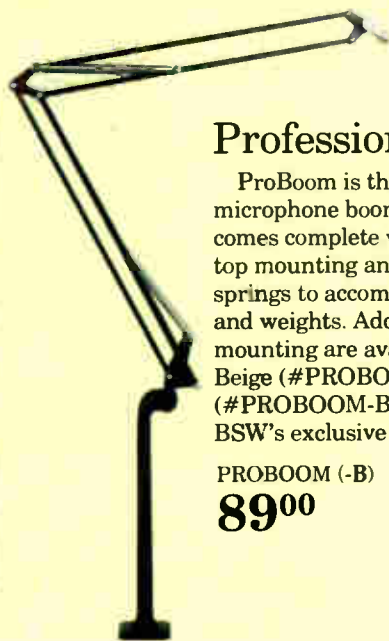 Profession
ProBoom is th
microphone boon
comes complete
top mounting an
springs to accom
and weights. Add
mounting are ava
Beige (#PROBO
(#PROBOOM-B
BSW's exclusive
PROBOOM (-B)
89⁰⁰